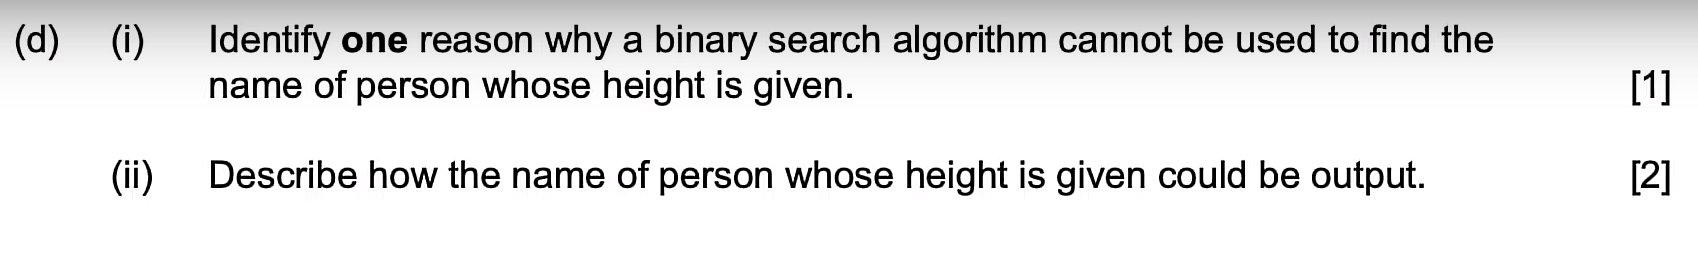 (d) (i) Identify one reason why a binary search algorithm cannot be used to find the
name of person whose height is given. [1]
(ii) Describe how the name of person whose height is given could be output. [2]